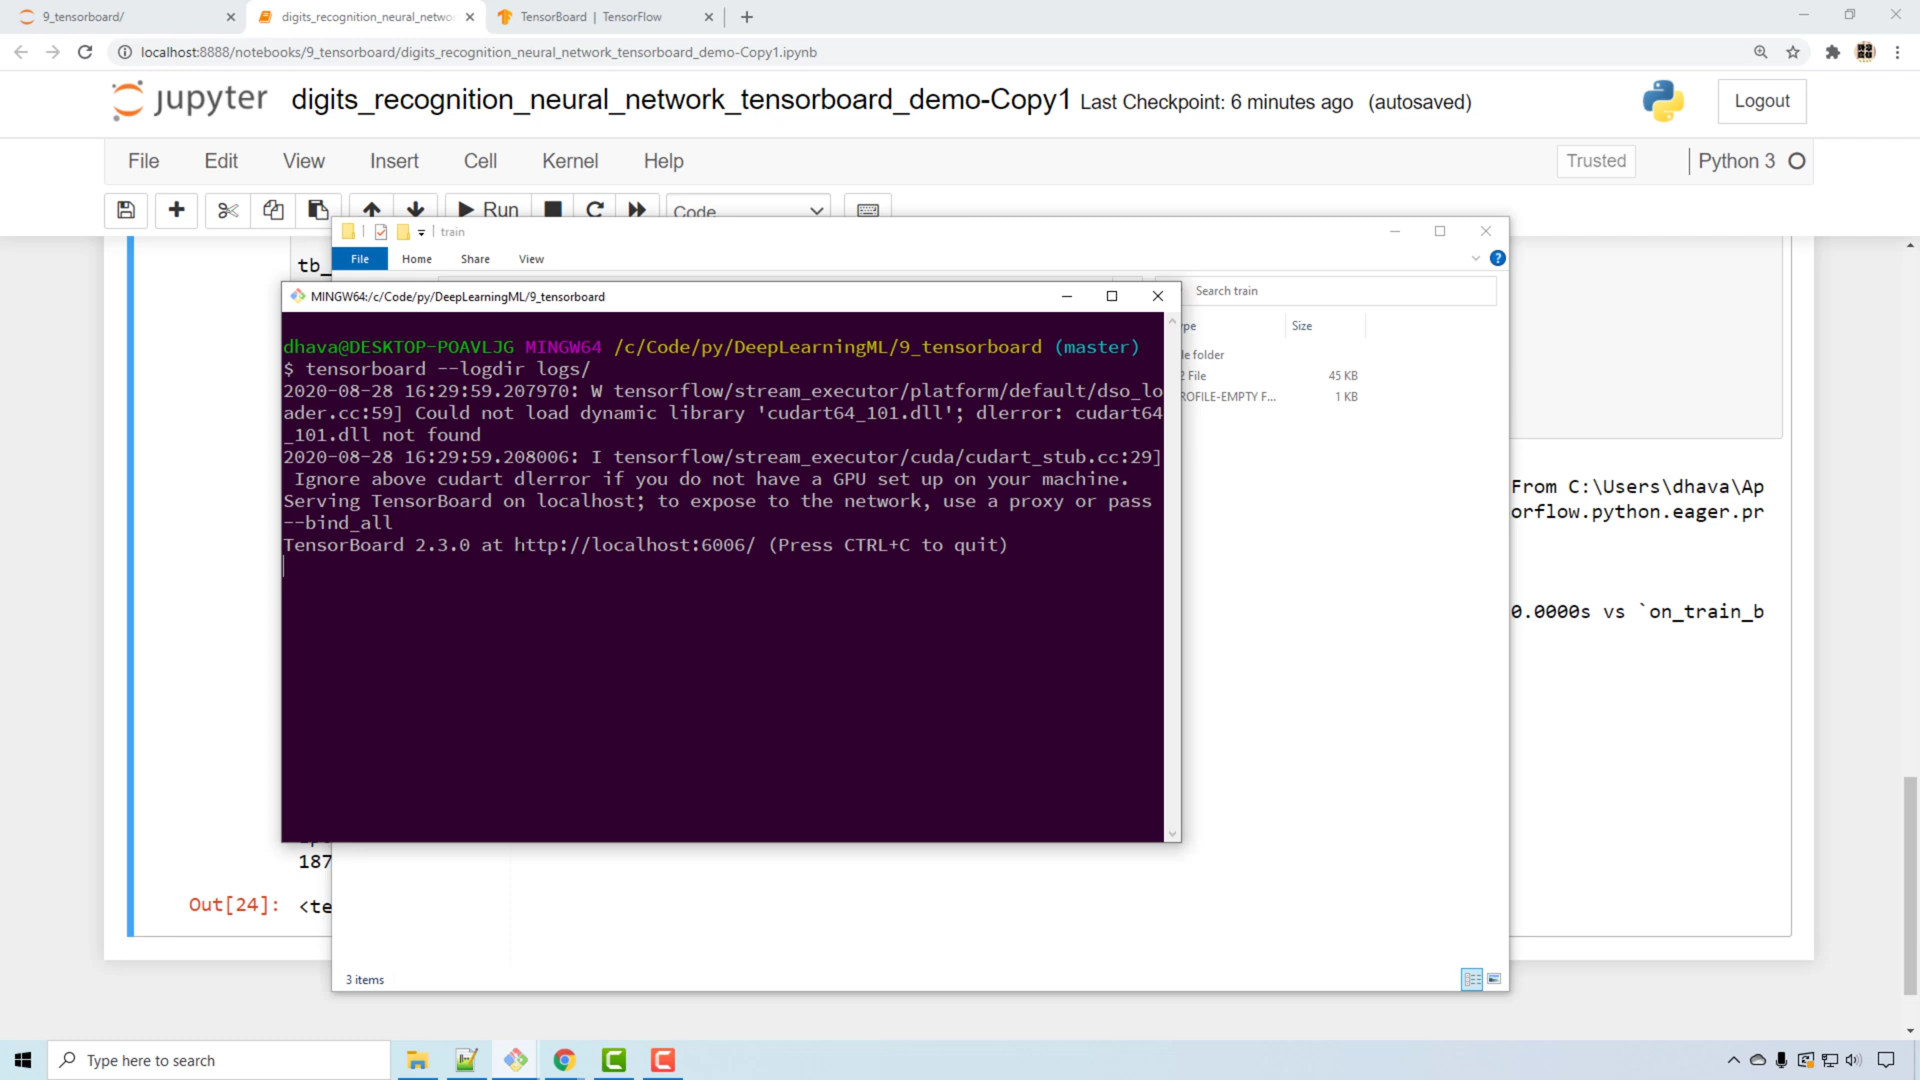 9_tensorboard/
digits_recognition_neural_netwo
TensorBoard | TensorFlow
localhost:8888/notebooks/9_tensorboard/digits_recognition_neural_network_tensorboard_demo-Copy1.ipynb
jupyter digits_recognition_neural_network_tensorboard_demo-Copy1 Last Checkpoint: 6 minutes ago (autosaved)
Logout
File Edit View Insert Cell Kernel Help
Trusted
Python 3
Run
Code
train
tb_
File Home Share View
MINGW64:/c/Code/py/DeepLearningML/9_tensorboard
Search train
Size
le folder
2 File 45 KB
ROFILE-EMPTY F... 1 KB
dhava@DESKTOP-POAVLJG MINGW64 /c/Code/py/DeepLearningML/9_tensorboard (master)
$ tensorboard --logdir logs/
2020-08-28 16:29:59.207970: W tensorflow/stream_executor/platform/default/dso_lo
ader.cc:59] Could not load dynamic library 'cudart64_101.dll'; dlerror: cudart64
_101.dll not found
2020-08-28 16:29:59.208006: I tensorflow/stream_executor/cuda/cudart_stub.cc:29]
Ignore above cudart dlerror if you do not have a GPU set up on your machine.
Serving TensorBoard on localhost; to expose to the network, use a proxy or pass
--bind_all
TensorBoard 2.3.0 at http://localhost:6006/ (Press CTRL+C to quit)
From C:\Users\dhava\Ap
orflow.python.eager.pr
0.0000s vs `on_train_b
187
Out[24]: <te
3 items
Type here to search